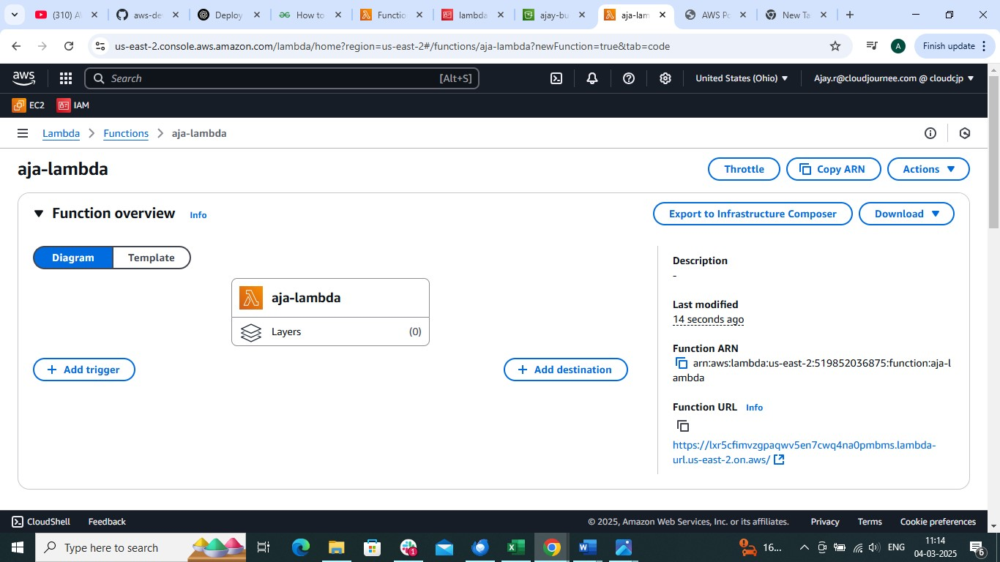 (310) A
aws-de
Deploy
How to
Functio
lambda
ajay-bu
aja-lam
AWS Po
New Ta
us-east-2.console.aws.amazon.com/lambda/home?region=us-east-2#/functions/aja-lambda?newFunction=true&tab=code
A
Finish update
aws
Search
[Alt+S]
United States (Ohio)
Ajay.r@cloudjournee.com @ cloudcjp
EC2
IAM
Lambda
Functions
aja-lambda
aja-lambda
Throttle
Copy ARN
Actions
Function overview
Info
Export to Infrastructure Composer
Download
Diagram
Template
aja-lambda
Layers
(0)
+ Add trigger
+ Add destination
Description
-
Last modified
14 seconds ago
Function ARN
arn:aws:lambda:us-east-2:519852036875:function:aja-l
ambda
Function URL
Info
https://lxr5cfimvzgpaqwv5en7cwq4na0pmbms.lambda-
url.us-east-2.on.aws/
CloudShell
Feedback
© 2025, Amazon Web Services, Inc. or its affiliates.
Privacy
Terms
Cookie preferences
Type here to search
1
16...
ENG
11:14
04-03-2025
6